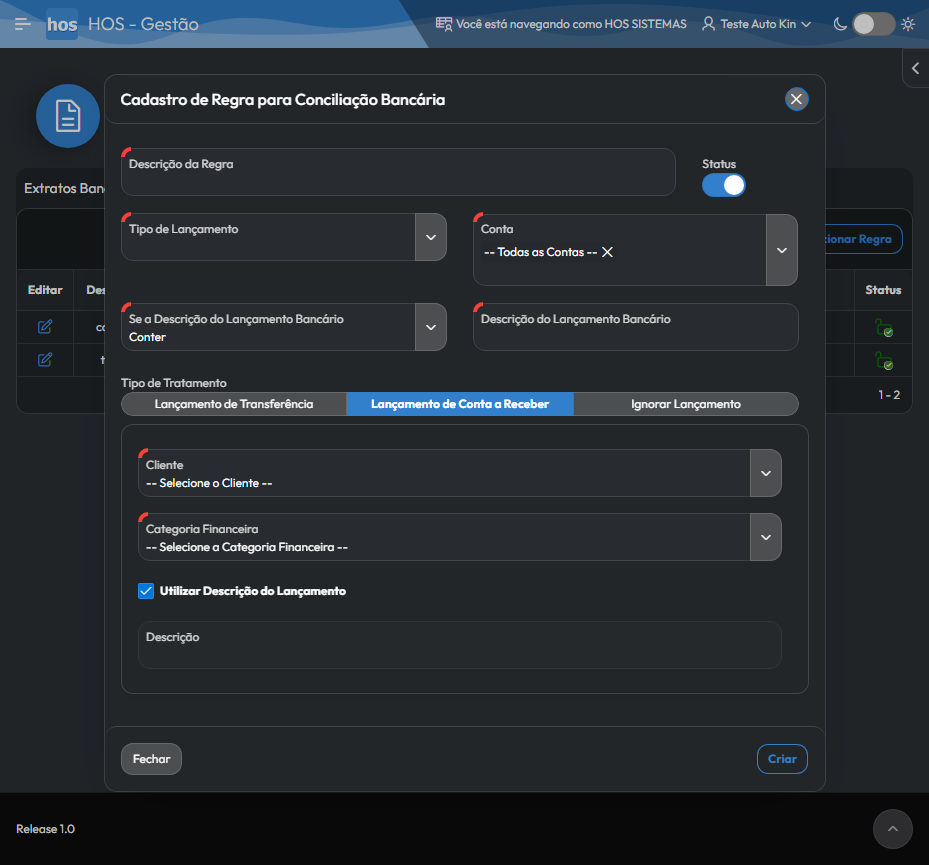 hos HOS - Gestão
Você está navegando como HOS SISTEMAS
Teste Auto Kin
Cadastro de Regra para Conciliação Bancária
Descrição da Regra
Status
Extratos Ban
Tipo de Lançamento
Conta
-- Todas as Contas --
ionar Regra
Editar
Des
Status
Se a Descrição do Lançamento Bancário
Conter
Descrição do Lançamento Bancário
co
t
Tipo de Tratamento
Lançamento de Transferência
Lançamento de Conta a Receber
Ignorar Lançamento
1 - 2
Cliente
-- Selecione o Cliente --
Categoria Financeira
-- Selecione a Categoria Financeira --
Utilizar Descrição do Lançamento
Descrição
Fechar
Criar
Release 1.0